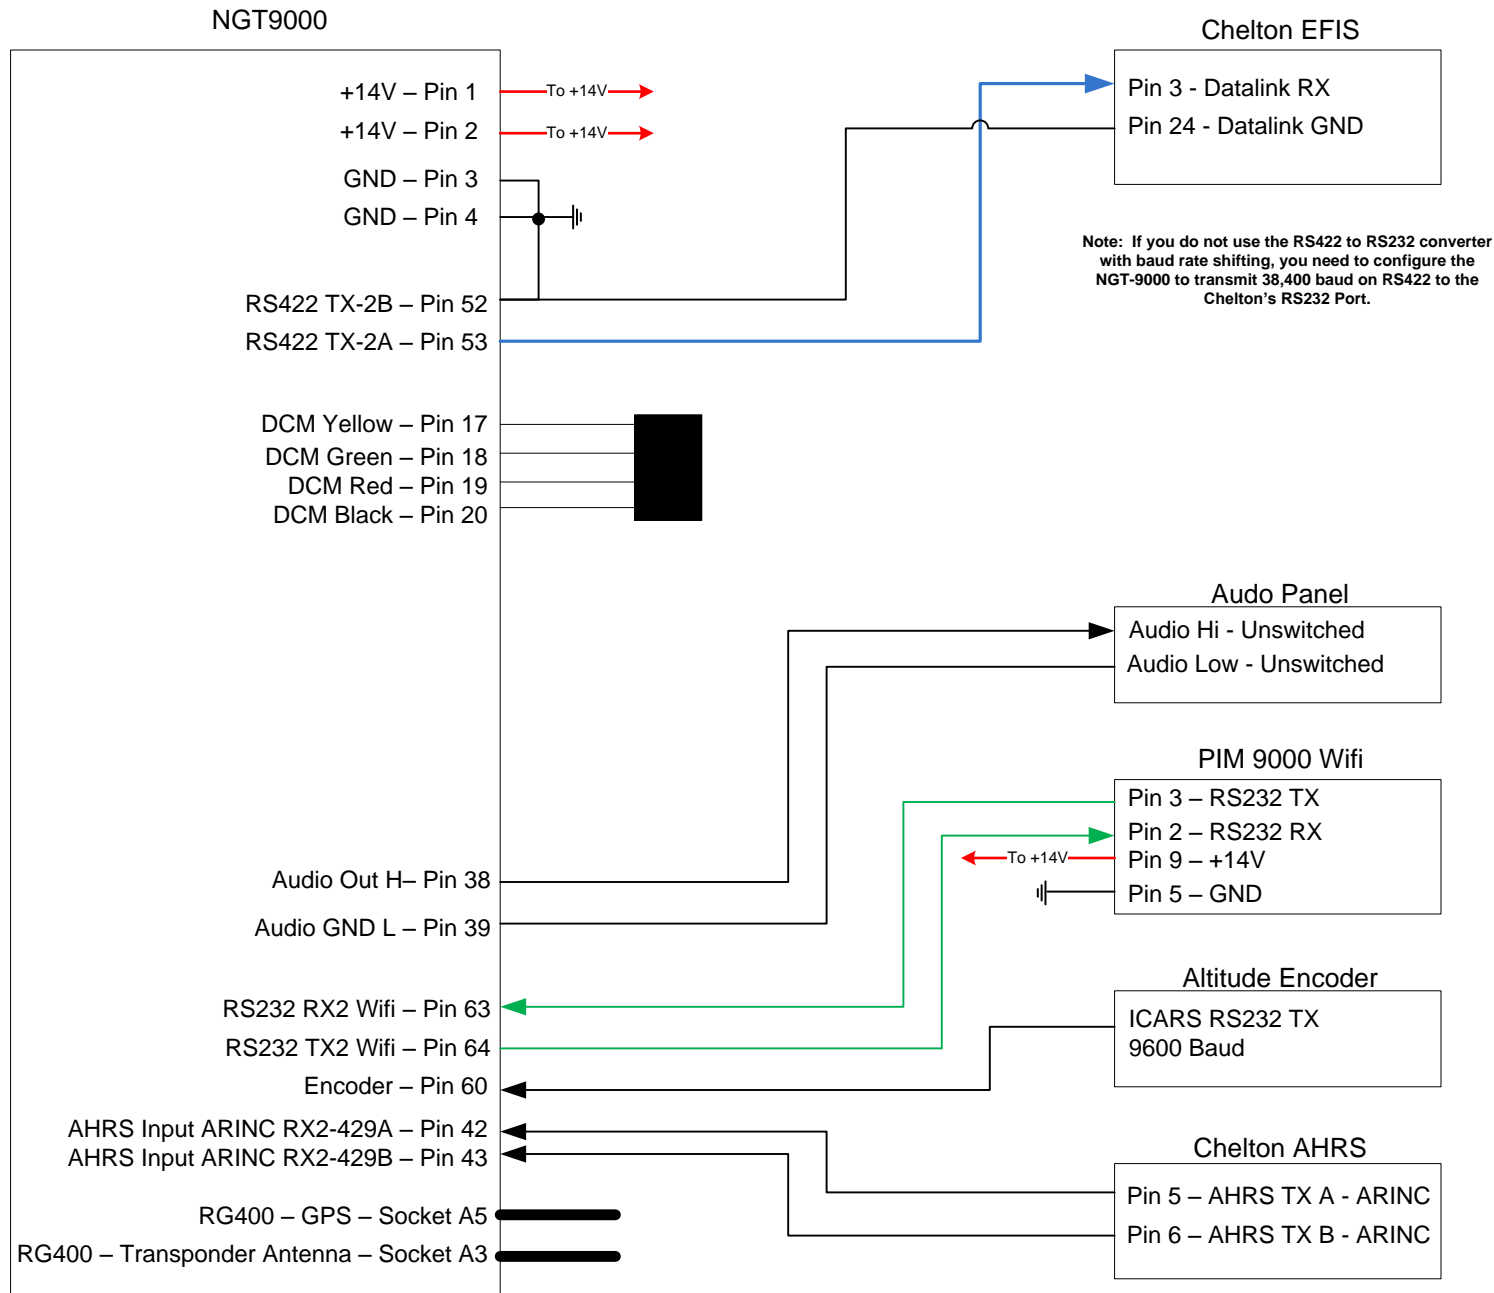 NGT9000
+14V – Pin 1
To +14V
+14V – Pin 2
To +14V
GND – Pin 3
GND – Pin 4
RS422 TX-2B – Pin 52
RS422 TX-2A – Pin 53
DCM Yellow – Pin 17
DCM Green – Pin 18
DCM Red – Pin 19
DCM Black – Pin 20
Audio Out H– Pin 38
Audio GND L – Pin 39
RS232 RX2 Wifi – Pin 63
RS232 TX2 Wifi – Pin 64
Encoder – Pin 60
AHRS Input ARINC RX2-429A – Pin 42
AHRS Input ARINC RX2-429B – Pin 43
RG400 – GPS – Socket A5
RG400 – Transponder Antenna – Socket A3
Chelton EFIS
Pin 3 - Datalink RX
Pin 24 - Datalink GND
Note: If you do not use the RS422 to RS232 converter
with baud rate shifting, you need to configure the
NGT-9000 to transmit 38,400 baud on RS422 to the
Chelton's RS232 Port.
Audo Panel
Audio Hi - Unswitched
Audio Low - Unswitched
PIM 9000 Wifi
Pin 3 – RS232 TX
Pin 2 – RS232 RX
To +14V
Pin 9 – +14V
Pin 5 – GND
Altitude Encoder
ICARS RS232 TX
9600 Baud
Chelton AHRS
Pin 5 – AHRS TX A - ARINC
Pin 6 – AHRS TX B - ARINC